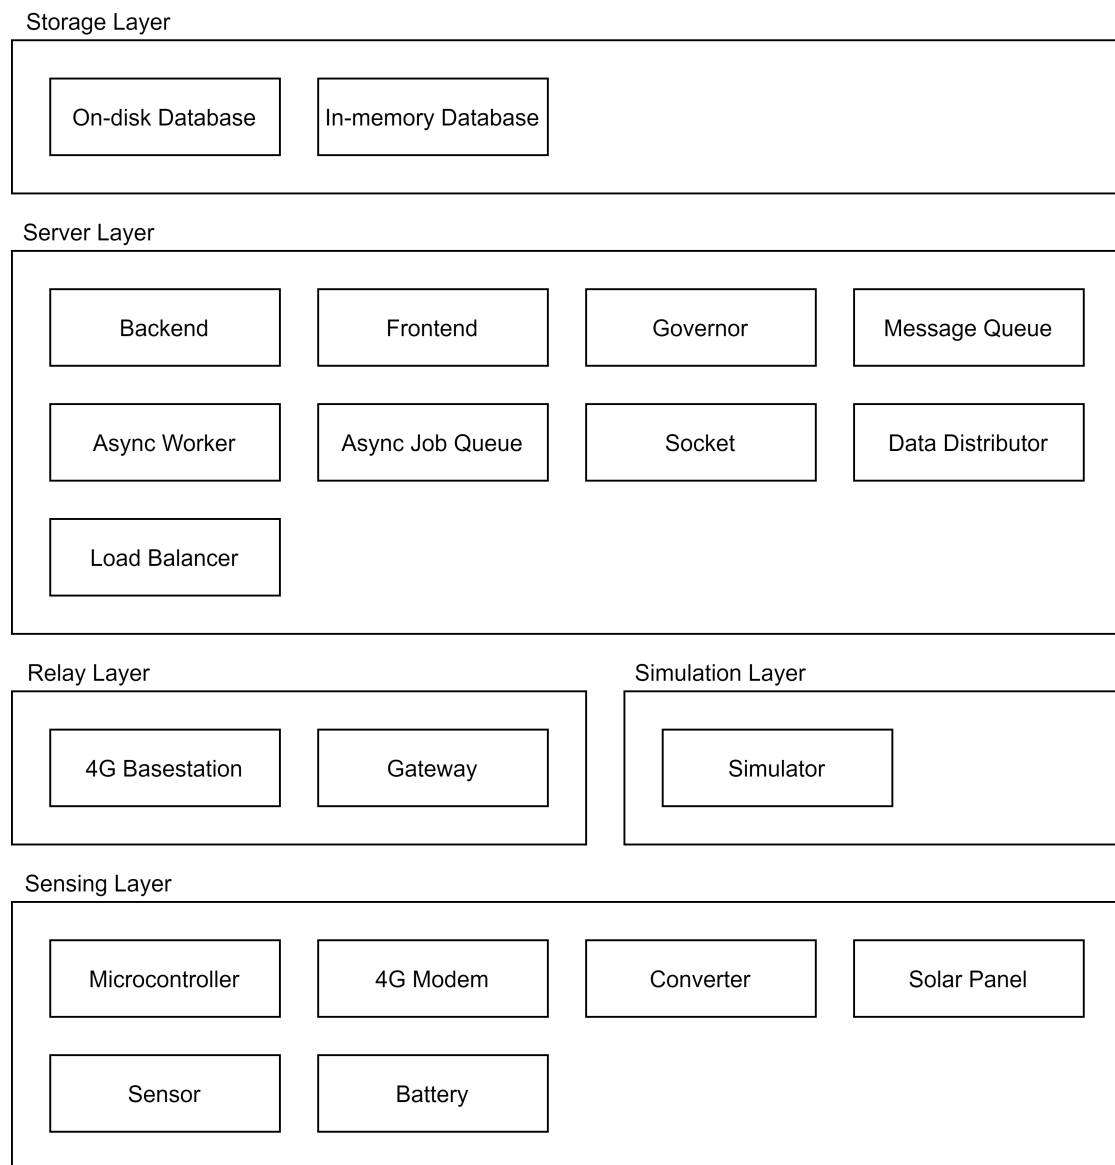 Storage Layer
On-disk Database
In-memory Database
Server Layer
Backend
Frontend
Governor
Message Queue
Async Worker
Async Job Queue
Socket
Data Distributor
Load Balancer
Relay Layer
4G Basestation
Gateway
Simulation Layer
Simulator
Sensing Layer
Microcontroller
4G Modem
Converter
Solar Panel
Sensor
Battery